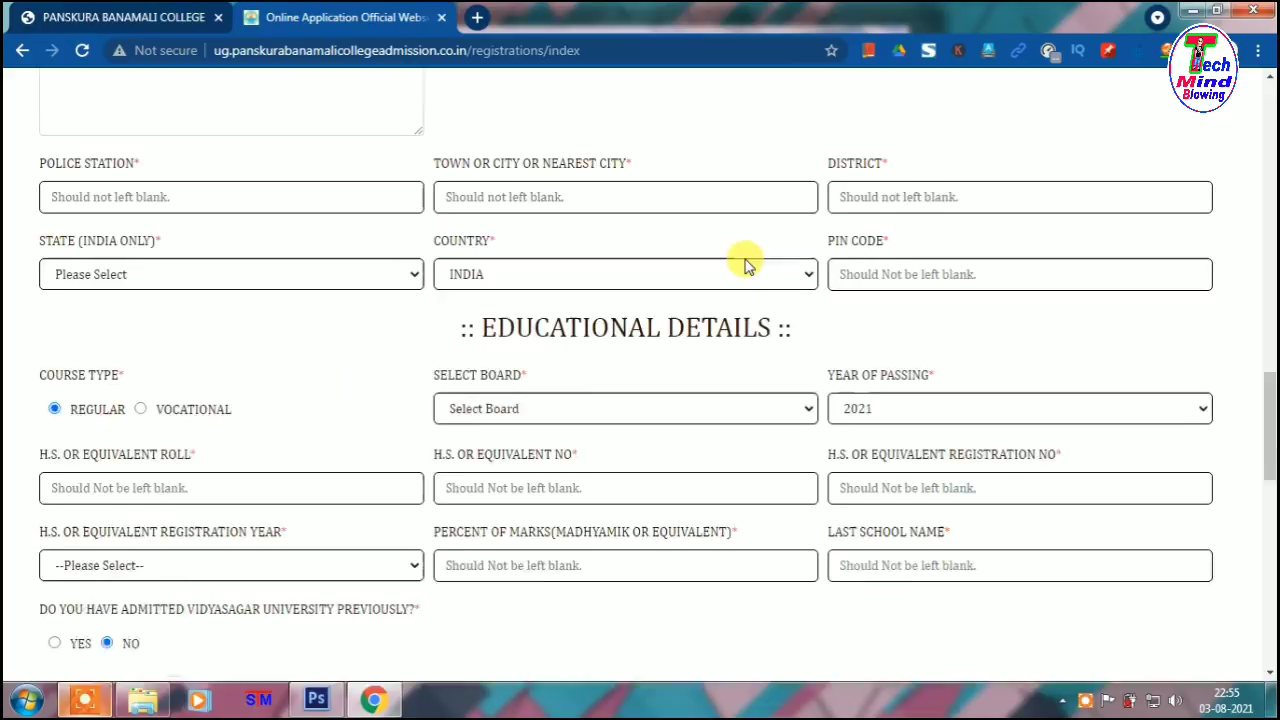 PANSKURA BANAMALI COLLEGE
Online Application Official Webs
Not secure
ug.panskurabanamalicollegeadmission.co.in/registrations/index
Tech
Mind
Blowing
POLICE STATION*
TOWN OR CITY OR NEAREST CITY*
DISTRICT*
Should not left blank.
Should not left blank.
Should not left blank.
STATE (INDIA ONLY)*
COUNTRY*
PIN CODE*
Please Select
INDIA
Should Not be left blank.
:: EDUCATIONAL DETAILS ::
COURSE TYPE*
SELECT BOARD*
YEAR OF PASSING*
REGULAR
VOCATIONAL
Select Board
2021
H.S. OR EQUIVALENT ROLL*
H.S. OR EQUIVALENT NO*
H.S. OR EQUIVALENT REGISTRATION NO*
Should Not be left blank.
Should Not be left blank.
Should Not be left blank.
H.S. OR EQUIVALENT REGISTRATION YEAR*
PERCENT OF MARKS(MADHYAMIK OR EQUIVALENT)*
LAST SCHOOL NAME*
--Please Select--
Should Not be left blank.
Should Not be left blank.
DO YOU HAVE ADMITTED VIDYASAGAR UNIVERSITY PREVIOUSLY?*
YES
NO
SM
Ps
22:55
03-08-2021